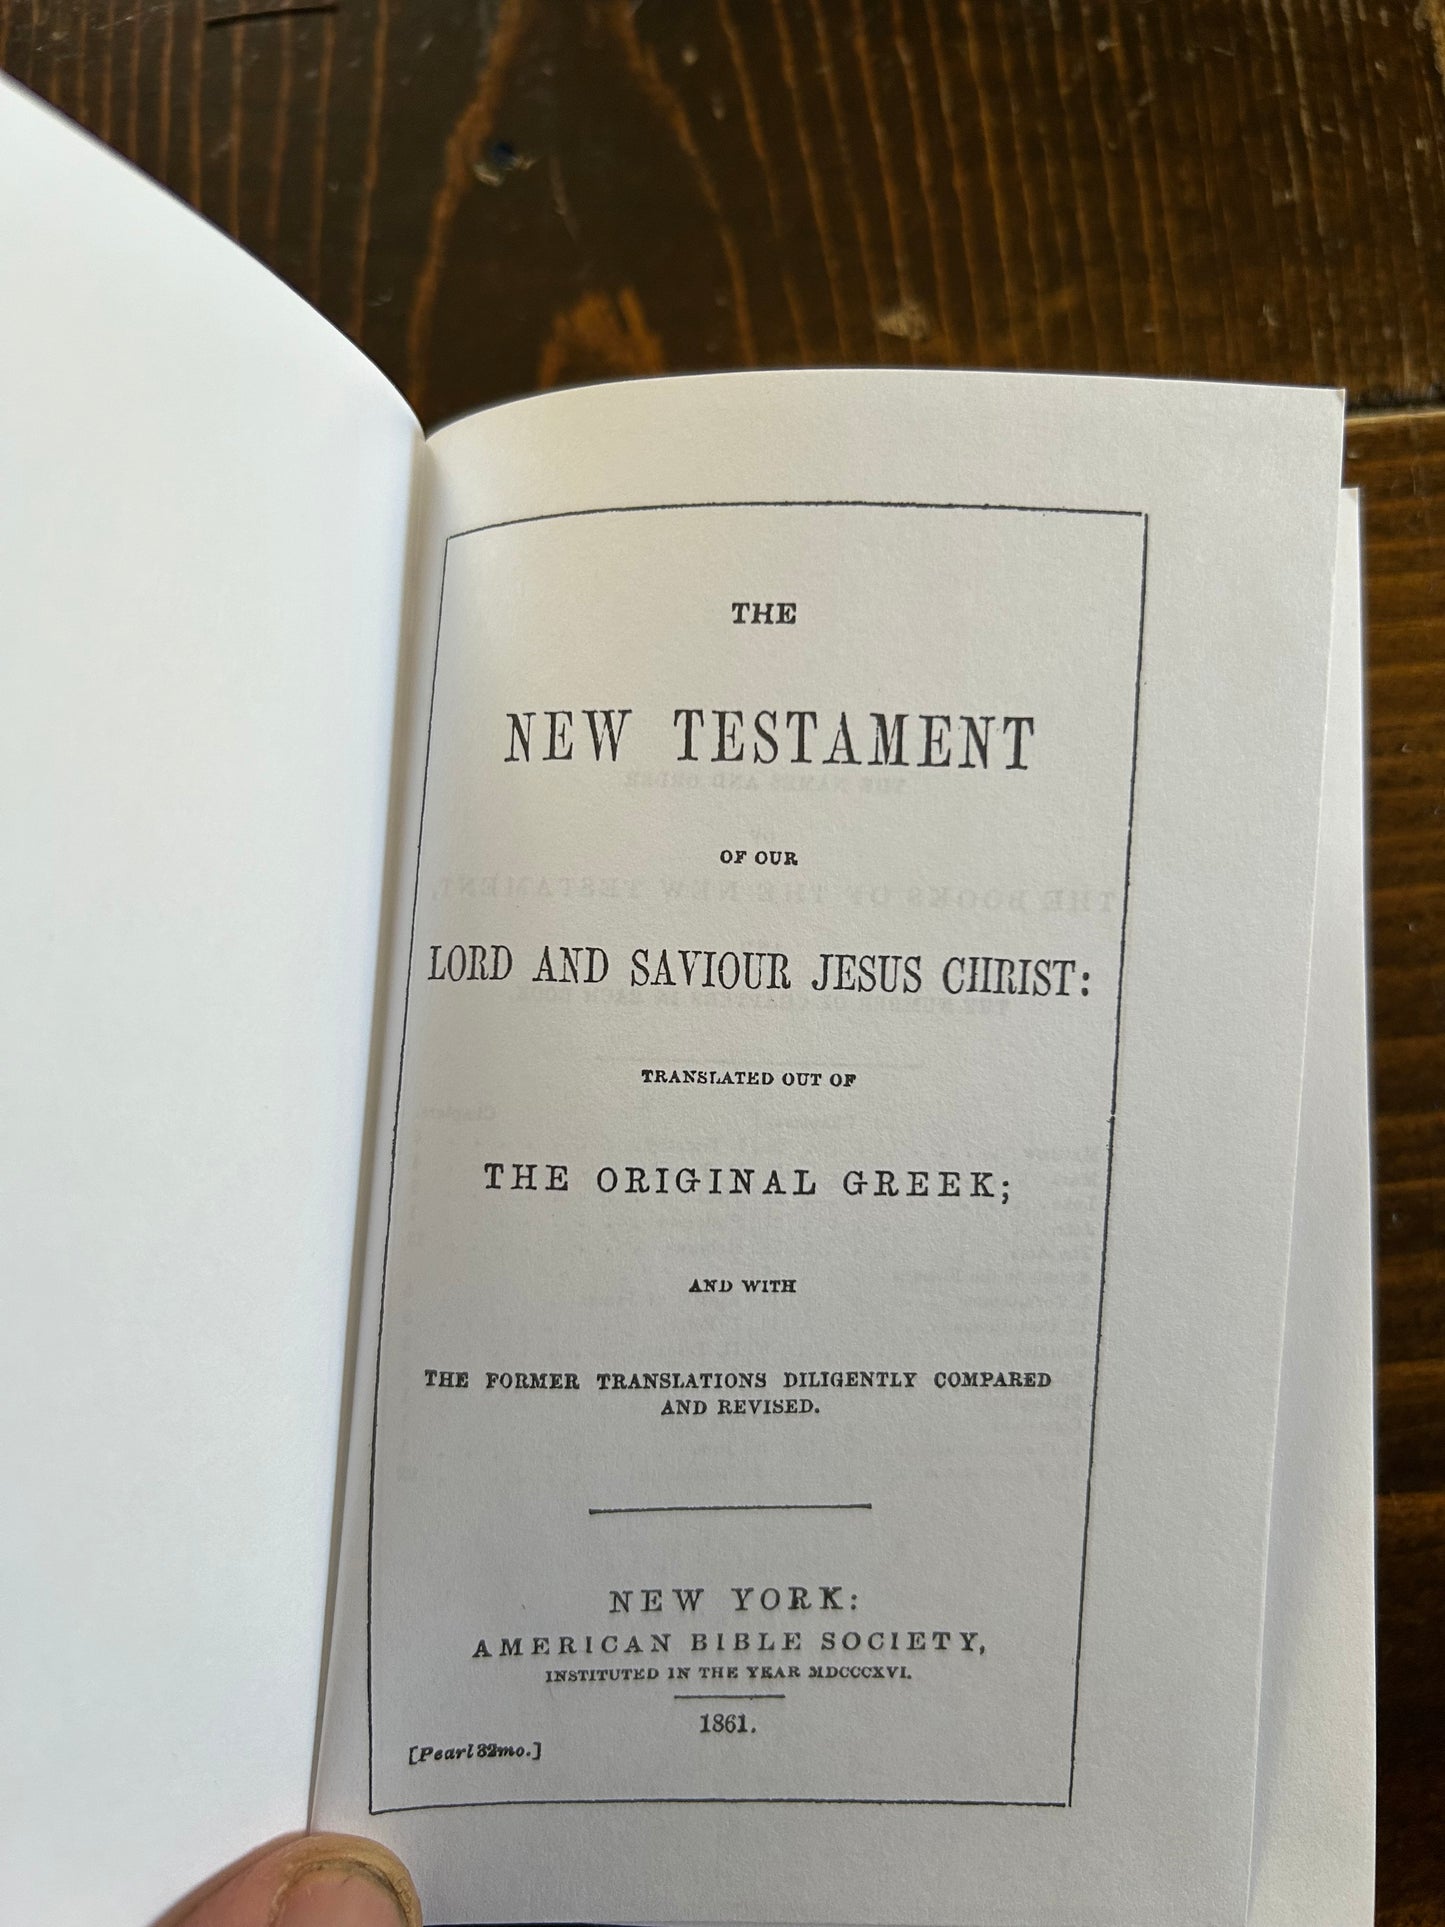 THE
NEW TESTAMENT
OF OUR
LORD AND SAVIOUR JESUS CHRIST:
TRANSLATED OUT OF
THE ORIGINAL GREEK;
AND WITH
THE FORMER TRANSLATIONS DILIGENTLY COMPARED
AND REVISED.
NEW YORK:
AMERICAN BIBLE SOCIETY,
INSTITUTED IN THE YEAR MDCCCXVI.
1861.
[Pearl 32mo.]